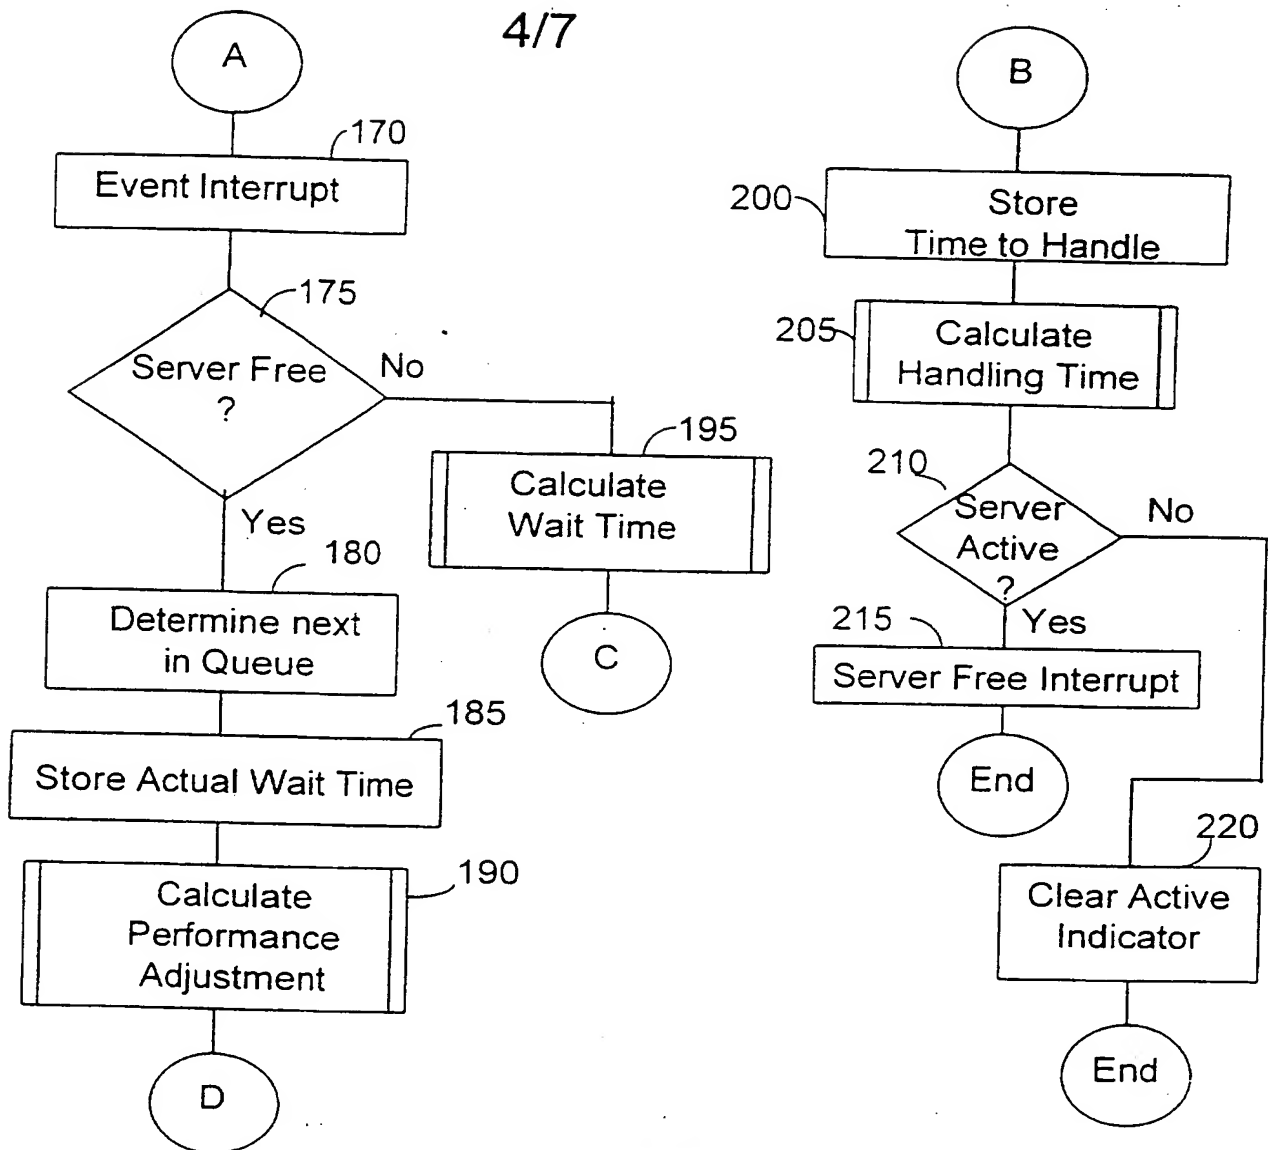 4/7
A
170
Event Interrupt
175
Server Free
?
No
Yes
195
Calculate
Wait Time
C
180
Determine next
in Queue
185
Store Actual Wait Time
190
Calculate
Performance
Adjustment
D
B
200
Store
Time to Handle
205
Calculate
Handling Time
210
Server
Active
?
No
Yes
215
Server Free Interrupt
End
220
Clear Active
Indicator
End